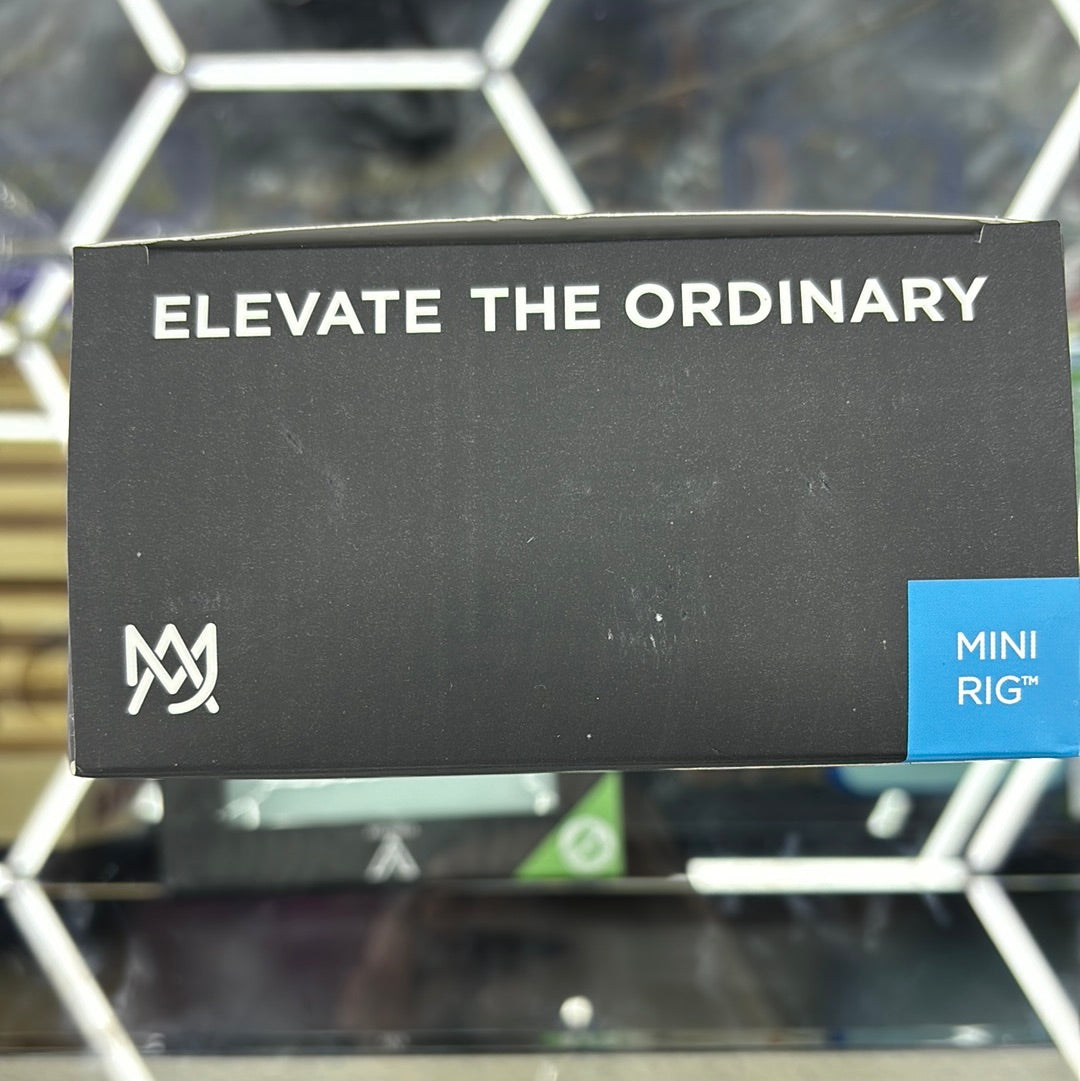 ELEVATE THE ORDINARY
MINI
RIG™